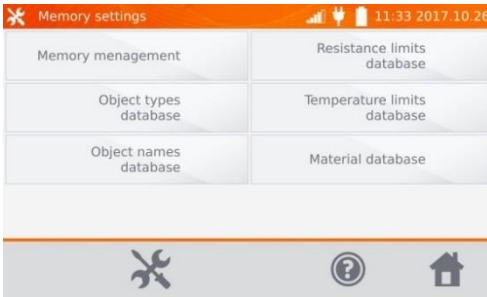 Memory settings
11:33 2017.10.26
Memory menagement
Resistance limits
database
Object types
database
Temperature limits
database
Object names
database
Material database
?